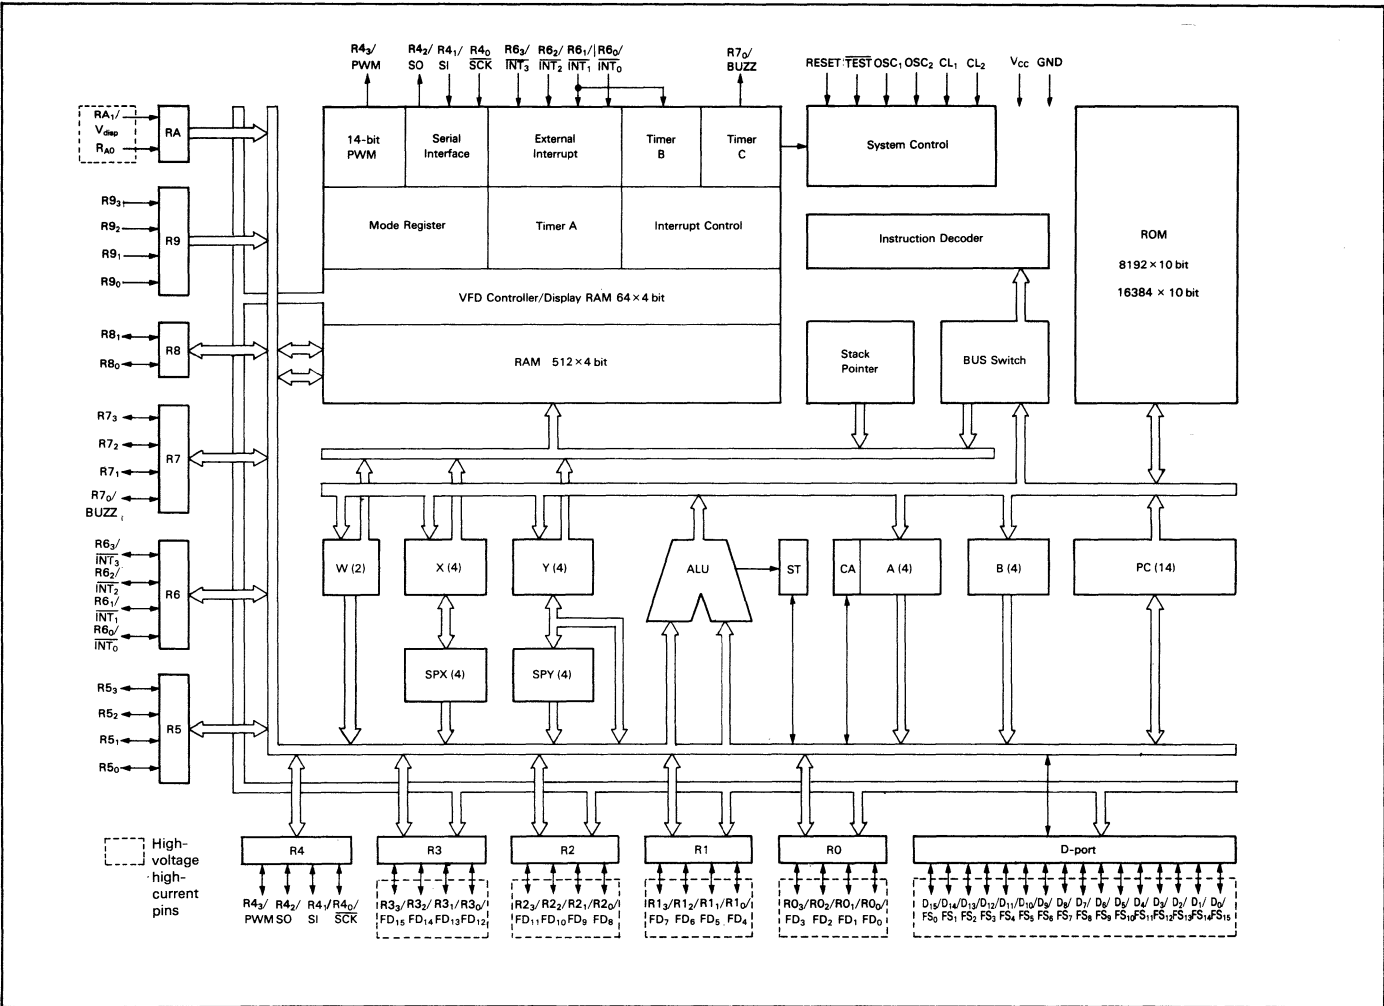 R4₃/ R4₂/ R4₁/ R4₀ R6₃/ R6₂/ R6₁/ R6₀/ R7₀/
PWM SO SI SCK INT₃ INT₂ INT₁ INT₀ BUZZ
RESET TEST OSC₁ OSC₂ CL₁ CL₂ VCC GND
RA₁/
Vdisp
RA0
RA
14-bit
PWM
Serial
Interface
External
Interrupt
Timer
B
Timer
C
System Control
Mode Register
Timer A
Interrupt Control
Instruction Decoder
ROM
8192 × 10 bit
16384 × 10 bit
VFD Controller/Display RAM 64 × 4 bit
RAM 512 × 4 bit
Stack
Pointer
BUS Switch
R9₃
R9₂
R9₁
R9₀
R9
R8₁
R8₀
R8
R7₃
R7₂
R7₁
R7₀/
BUZZ
R7
R6₃/
INT₃
R6₂/
INT₂
R6₁/
INT₁
R6₀/
INT₀
R6
R5₃
R5₂
R5₁
R5₀
R5
W (2)
X (4)
Y (4)
ALU
ST
CA
A (4)
B (4)
PC (14)
SPX (4)
SPY (4)
High-
voltage
high-
current
pins
R4
R3
R2
R1
R0
D-port
R4₃/ R4₂/ R4₁/ R4₀/
PWM SO SI SCK
R3₃/ R3₂/ R3₁/ R3₀/
FD₁₅ FD₁₄ FD₁₃ FD₁₂
R2₃/ R2₂/ R2₁/ R2₀/
FD₁₁ FD₁₀ FD₉ FD₈
R1₃/ R1₂/ R1₁/ R1₀/
FD₇ FD₆ FD₅ FD₄
R0₃/ R0₂/ R0₁/ R0₀/
FD₃ FD₂ FD₁ FD₀
D₁₅/ D₁₄/ D₁₃/ D₁₂/ D₁₁/ D₁₀/ D₉/ D₈/ D₇/ D₆/ D₅/ D₄/ D₃/ D₂/ D₁/ D₀/
FS₀ FS₁ FS₂ FS₃ FS₄ FS₅ FS₆ FS₇ FS₈ FS₉ FS₁₀ FS₁₁ FS₁₂ FS₁₃ FS₁₄ FS₁₅